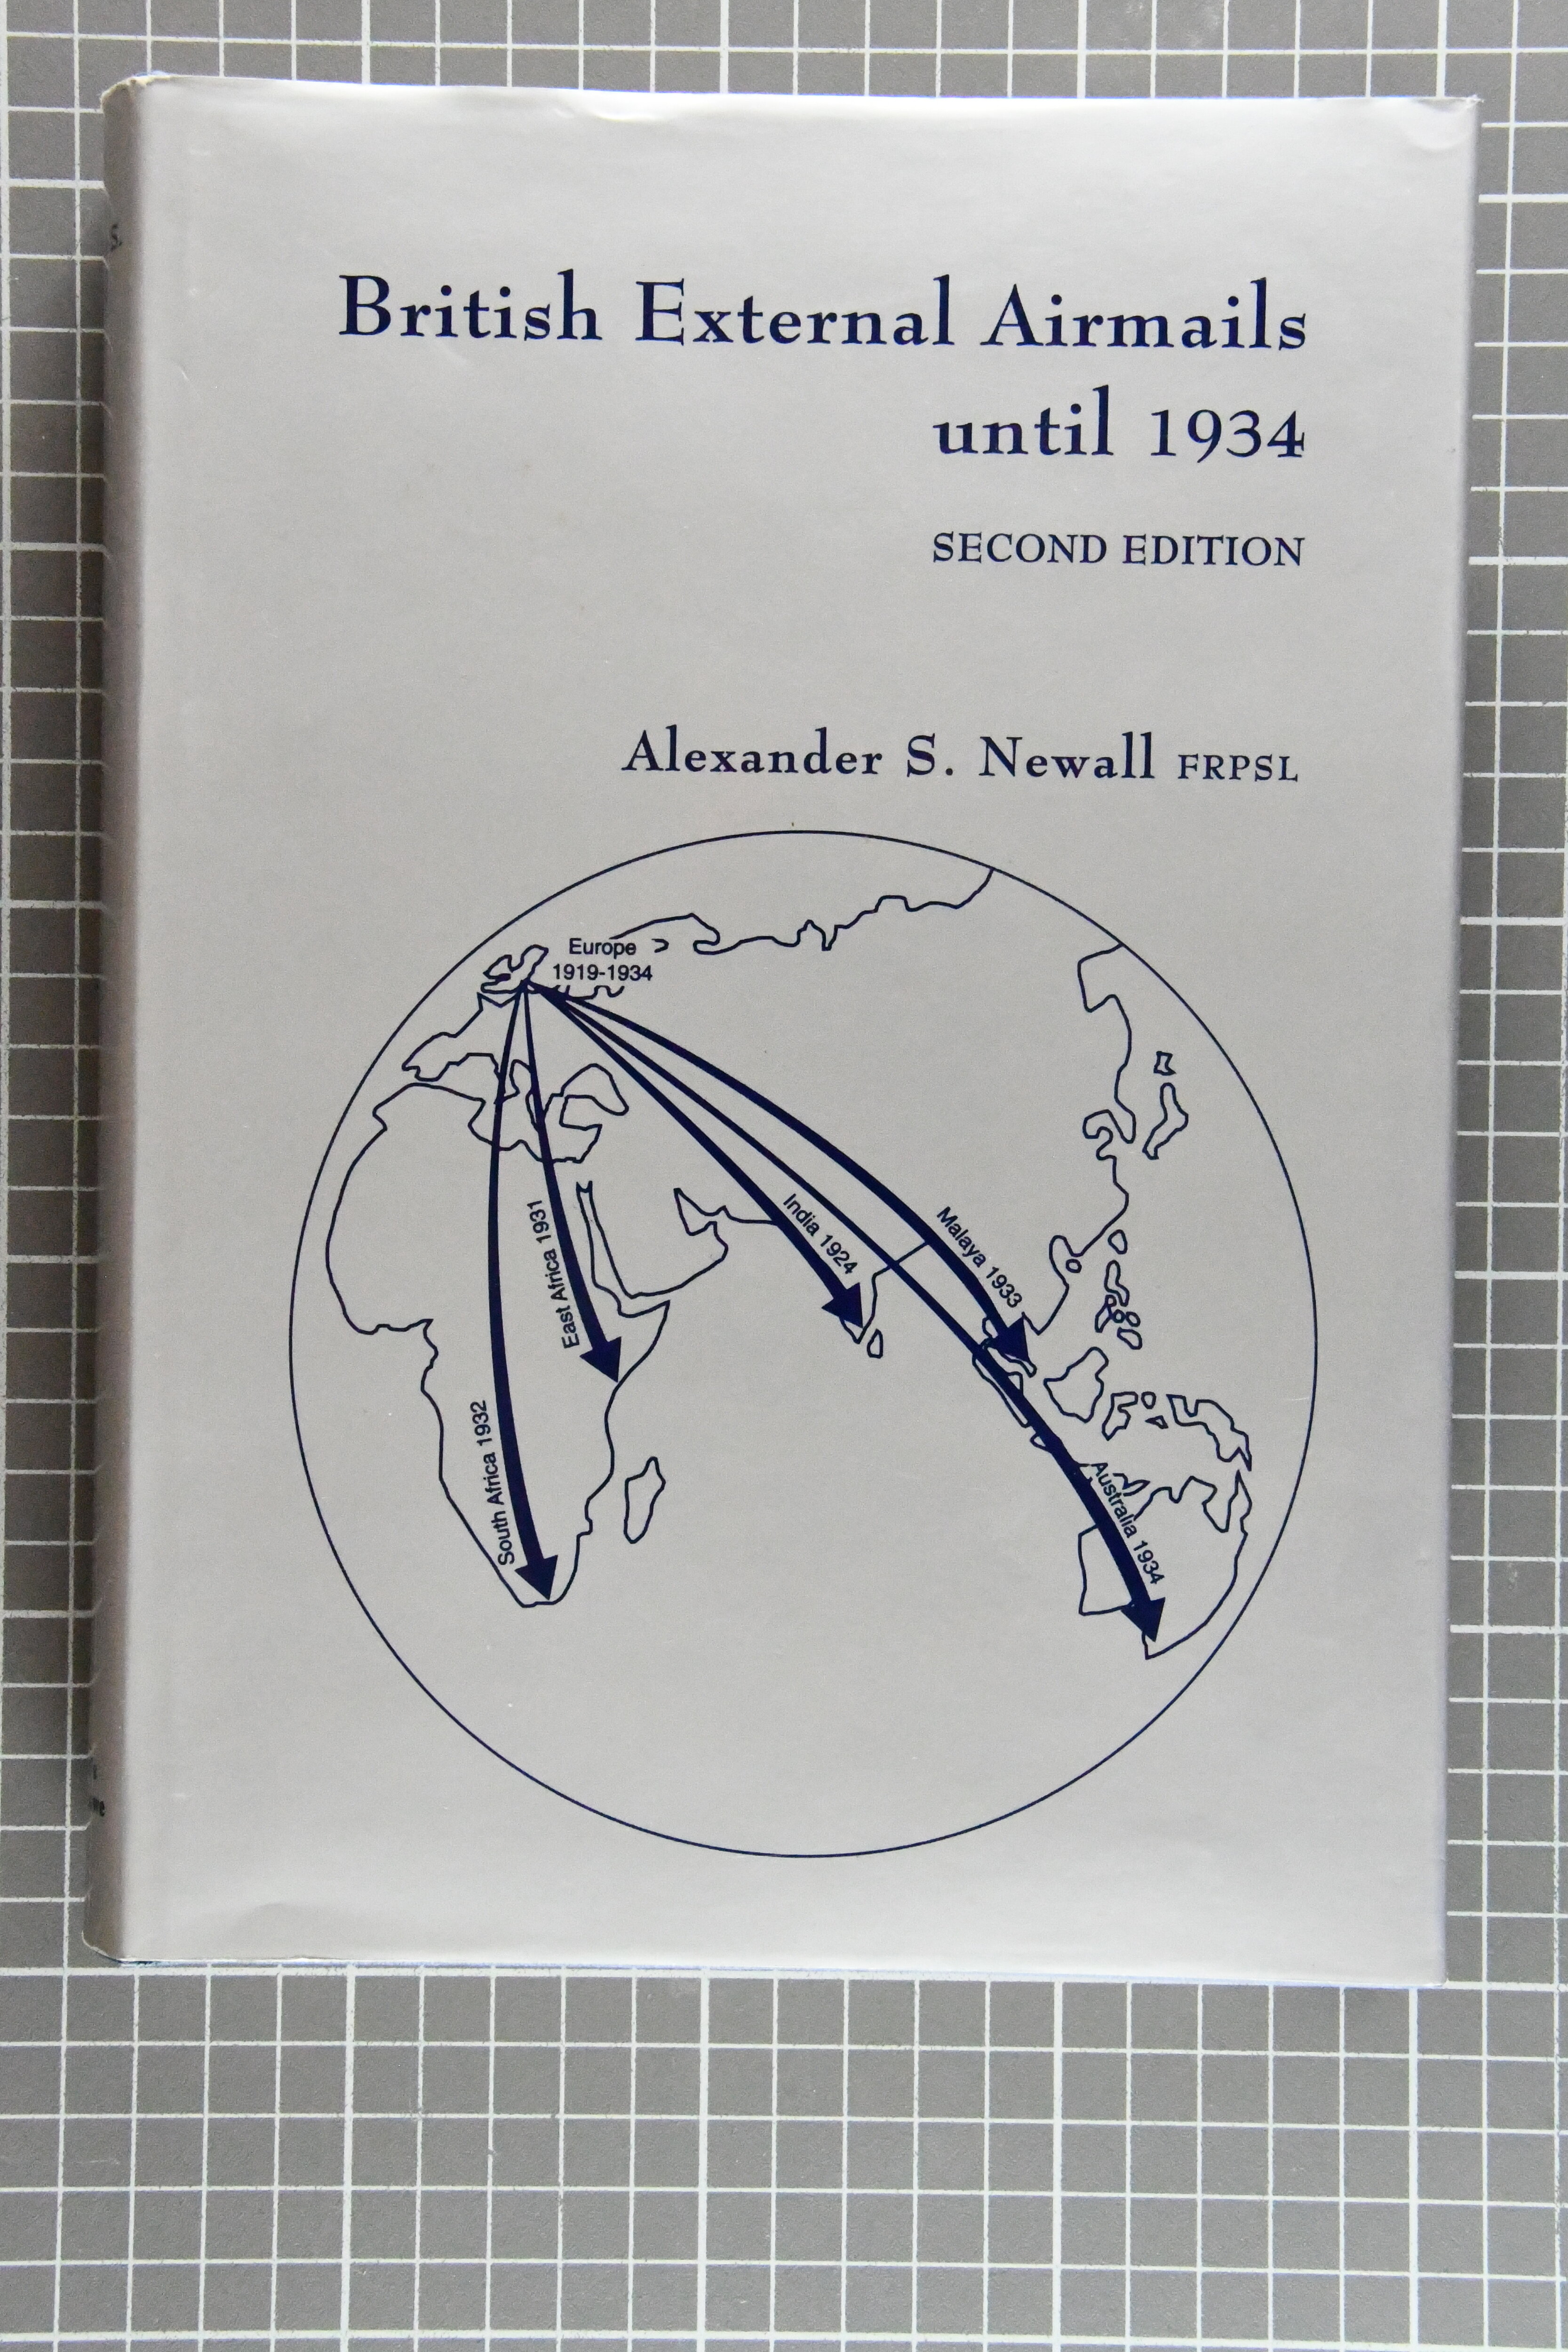 British External Airmails
until 1934
SECOND EDITION
Alexander S. Newall FRPSL
Europe
1919-1934
India 1924
Malaya 1933
East Africa 1931
South Africa 1932
Australia 1934
S.